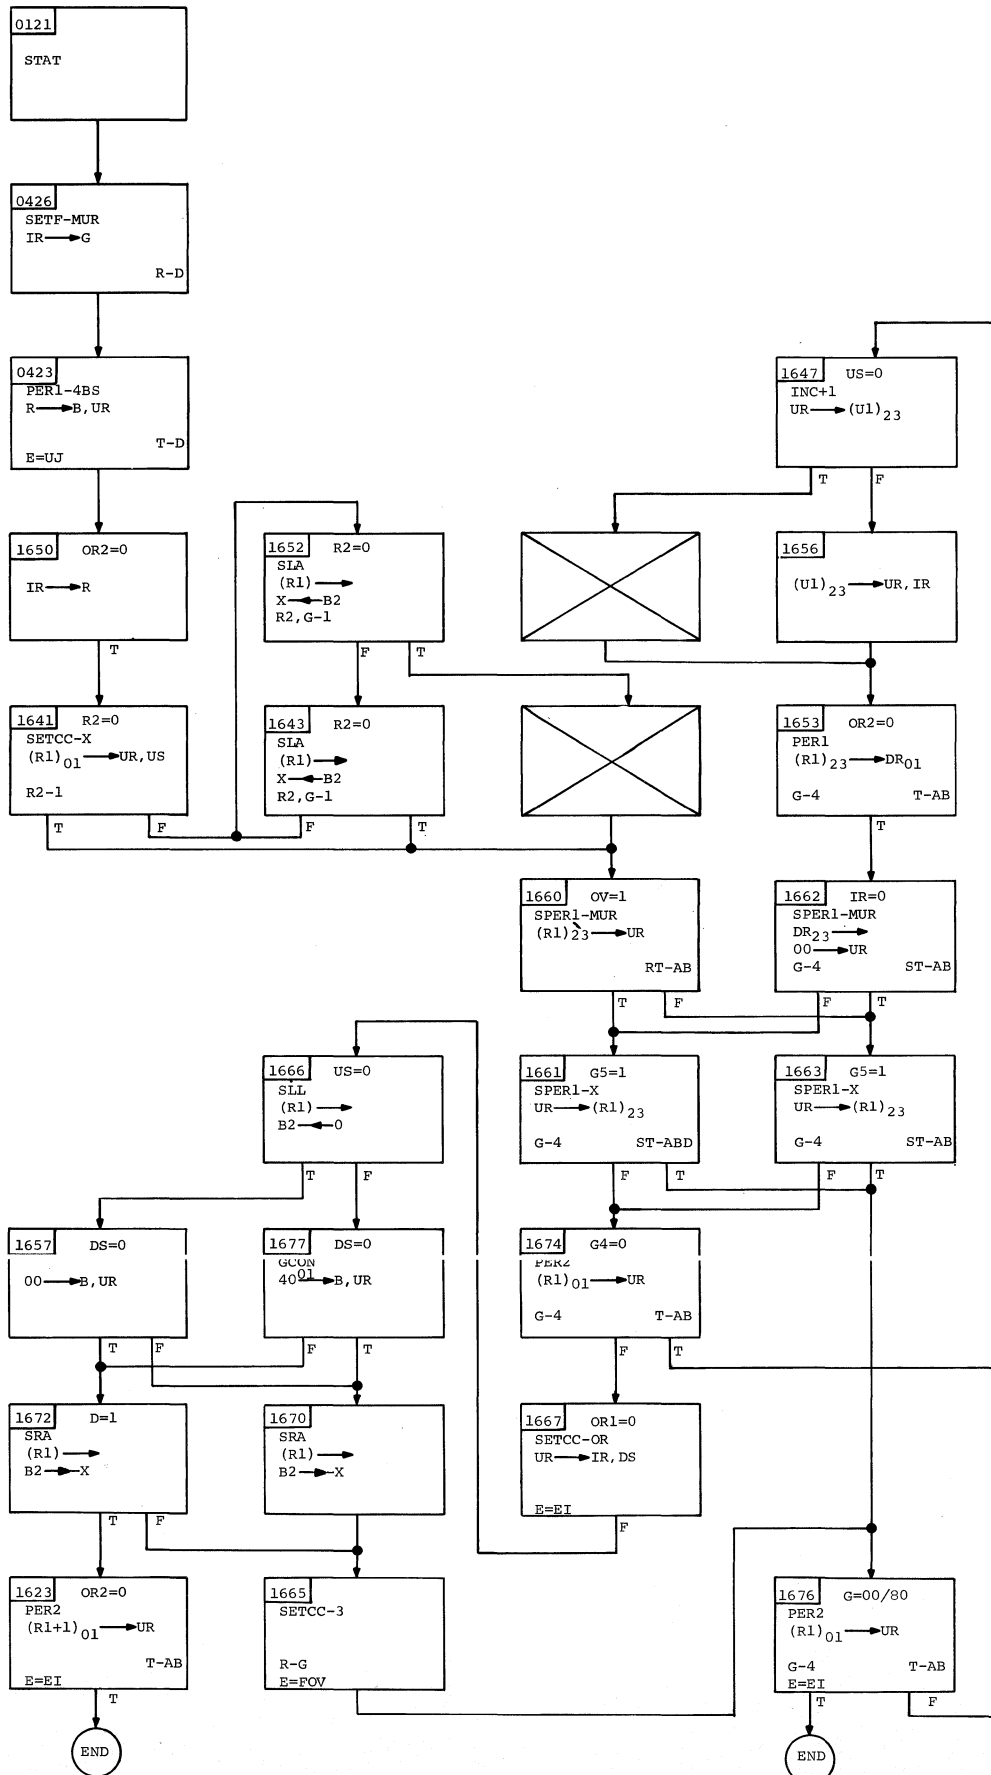 0121
STAT
0426
SETF-MUR
IR→G
R-D
0423
PER1-4BS
R→B,UR
T-D
E=UJ
1647 US=0
INC+1
UR→(U1)23
T F
1650 OR2=0
IR→R
T
1652 R2=0
SLA
(R1)→
X←B2
R2,G-1
F T
1656
(U1)23→UR,IR
1641 R2=0
SETCC-X
(R1)01→UR,US
R2-1
T F
1643 R2=0
SLA
(R1)→
X←B2
R2,G-1
F T
1653 OR2=0
PER1
(R1)23→DR01
G-4 T-AB
T
1660 OV=1
SPER1-MUR
(R1)23→UR
RT-AB
T F
1662 IR=0
SPER1-MUR
DR23→
00→UR
G-4 ST-AB
F T
1666 US=0
SLL
(R1)→
B2←0
T F
1661 G5=1
SPER1-X
UR→(R1)23
G-4 ST-ABD
F T
1663 G5=1
SPER1-X
UR→(R1)23
G-4 ST-AB
F T
1657 DS=0
00→B,UR
T F
1677 DS=0
GCON
4001→B,UR
F T
1674 G4=0
PER2
(R1)01→UR
G-4 T-AB
F T
1672 D=1
SRA
(R1)→
B2→X
T F
1670
SRA
(R1)→
B2→X
1667 OR1=0
SETCC-OR
UR→IR,DS
E=EI
F
1623 OR2=0
PER2
(R1+1)01→UR
T-AB
E=EI
T
END
1665
SETCC-3
R-G
E=FOV
1676 G=00/80
PER2
(R1)01→UR
G-4 T-AB
E=EI
T F
END